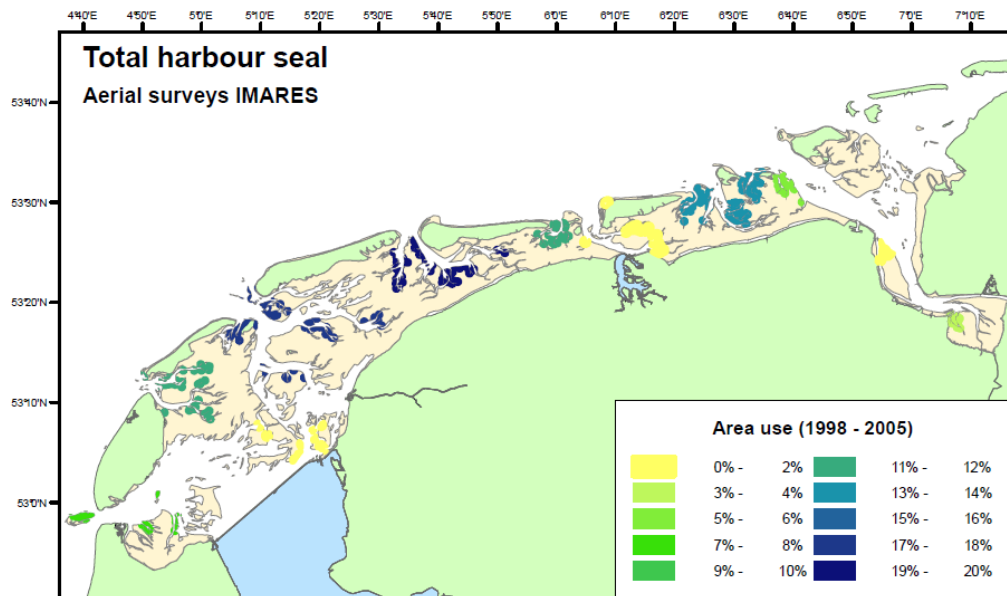 4°40'E 4°50'E 5°0'E 5°10'E 5°20'E 5°30'E 5°40'E 5°50'E 6°0'E 6°10'E 6°20'E 6°30'E 6°40'E 6°50'E 7°0'E 7°10'E
Total harbour seal
Aerial surveys IMARES
53°40'N
53°30'N
53°20'N
53°10'N
53°0'N
Area use (1998 - 2005)
0% - 2% 11% - 12%
3% - 4% 13% - 14%
5% - 6% 15% - 16%
7% - 8% 17% - 18%
9% - 10% 19% - 20%